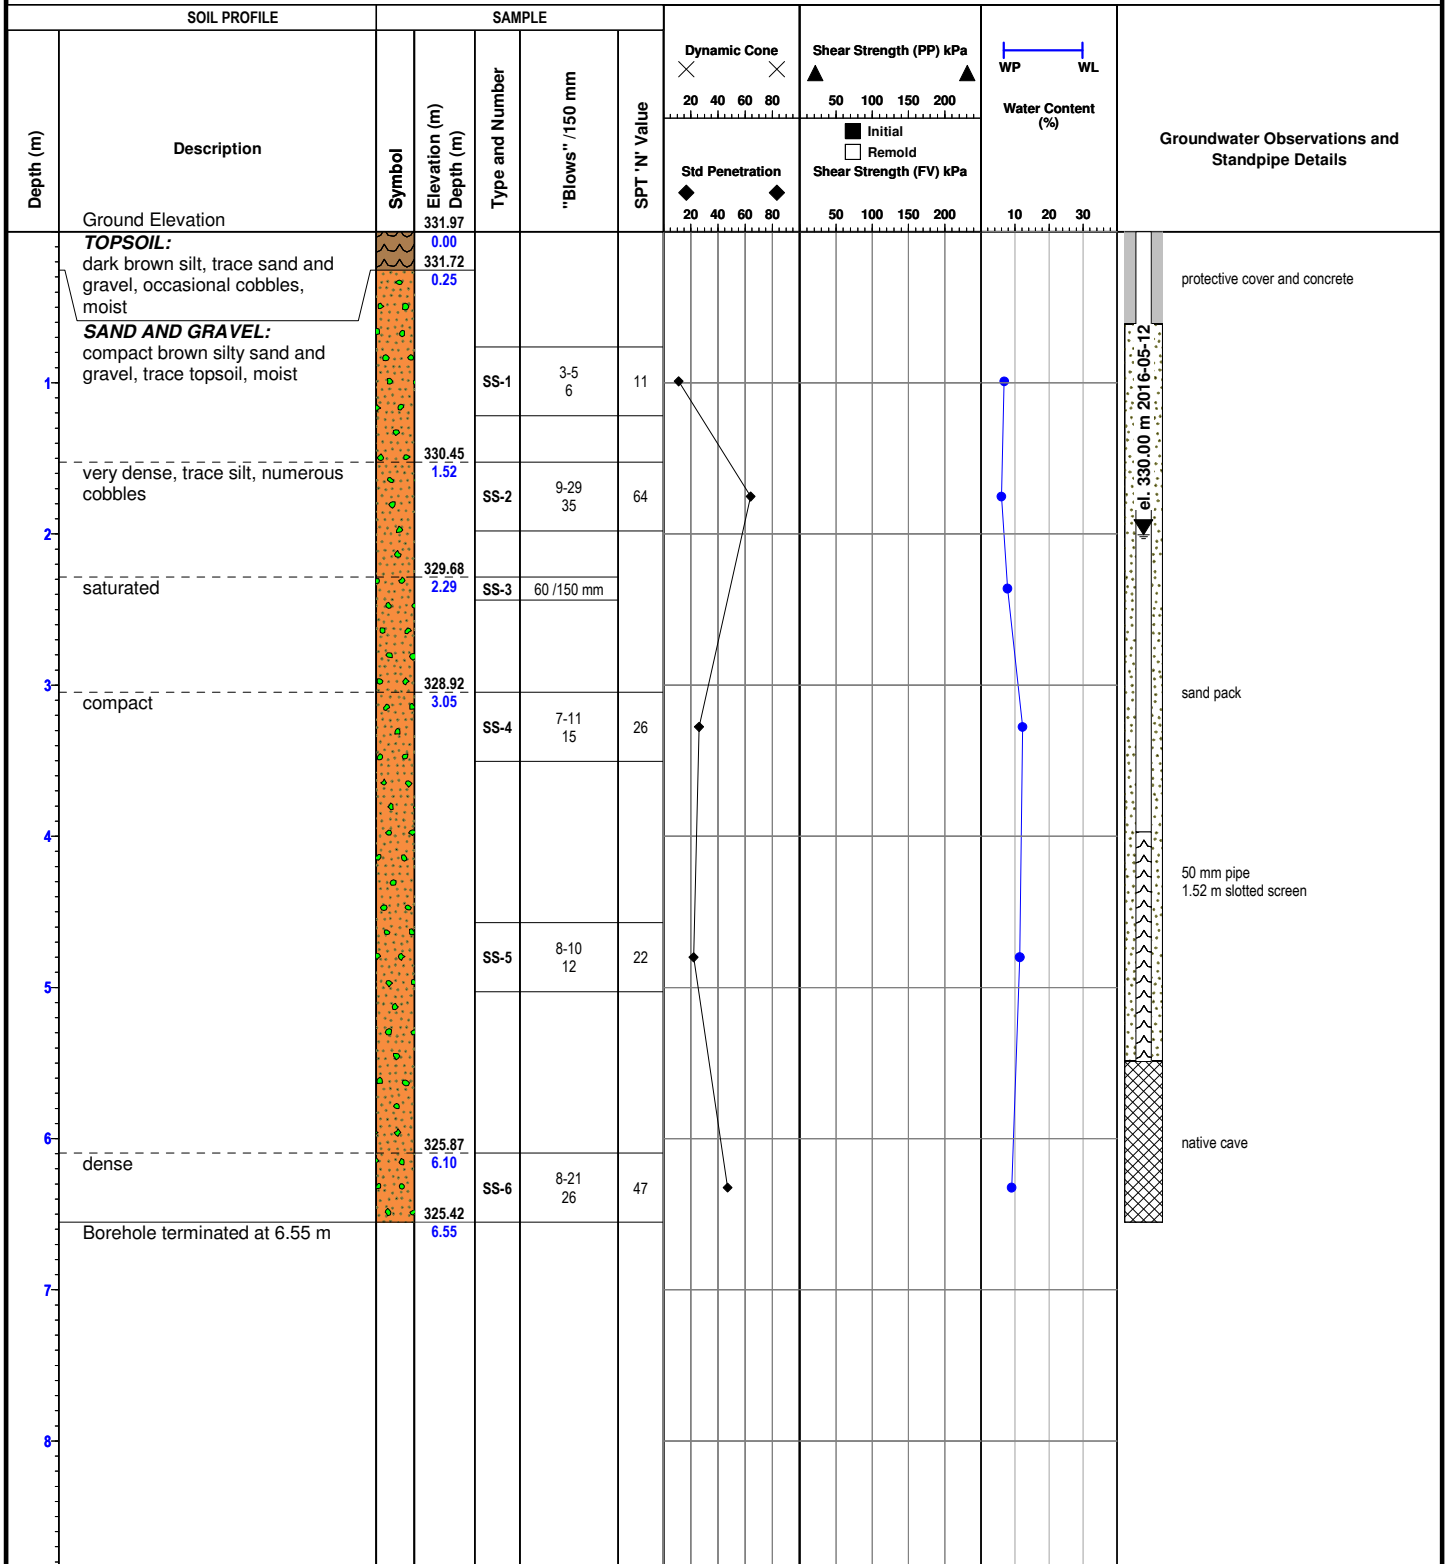 SOIL PROFILE
SAMPLE
Depth (m)
Description
Symbol
Elevation (m)
Depth (m)
Type and Number
"Blows" /150 mm
SPT 'N' Value
Dynamic Cone
20 40 60 80
Std Penetration
20 40 60 80
Shear Strength (PP) kPa
50 100 150 200
Initial
Remold
Shear Strength (FV) kPa
50 100 150 200
WP WL
Water Content
(%)
10 20 30
Groundwater Observations and
Standpipe Details
Ground Elevation
331.97
TOPSOIL:
0.00
dark brown silt, trace sand and
gravel, occasional cobbles,
moist
331.72
0.25
protective cover and concrete
SAND AND GRAVEL:
compact brown silty sand and
gravel, trace topsoil, moist
1
SS-1
3-5
6
11
el. 330.00 m 2016-05-12
330.45
1.52
very dense, trace silt, numerous
cobbles
SS-2
9-29
35
64
2
329.68
2.29
saturated
SS-3
60 /150 mm
3
328.92
3.05
compact
sand pack
SS-4
7-11
15
26
4
50 mm pipe
1.52 m slotted screen
SS-5
8-10
12
22
5
6
325.87
6.10
dense
native cave
SS-6
8-21
26
47
325.42
6.55
Borehole terminated at 6.55 m
7
8